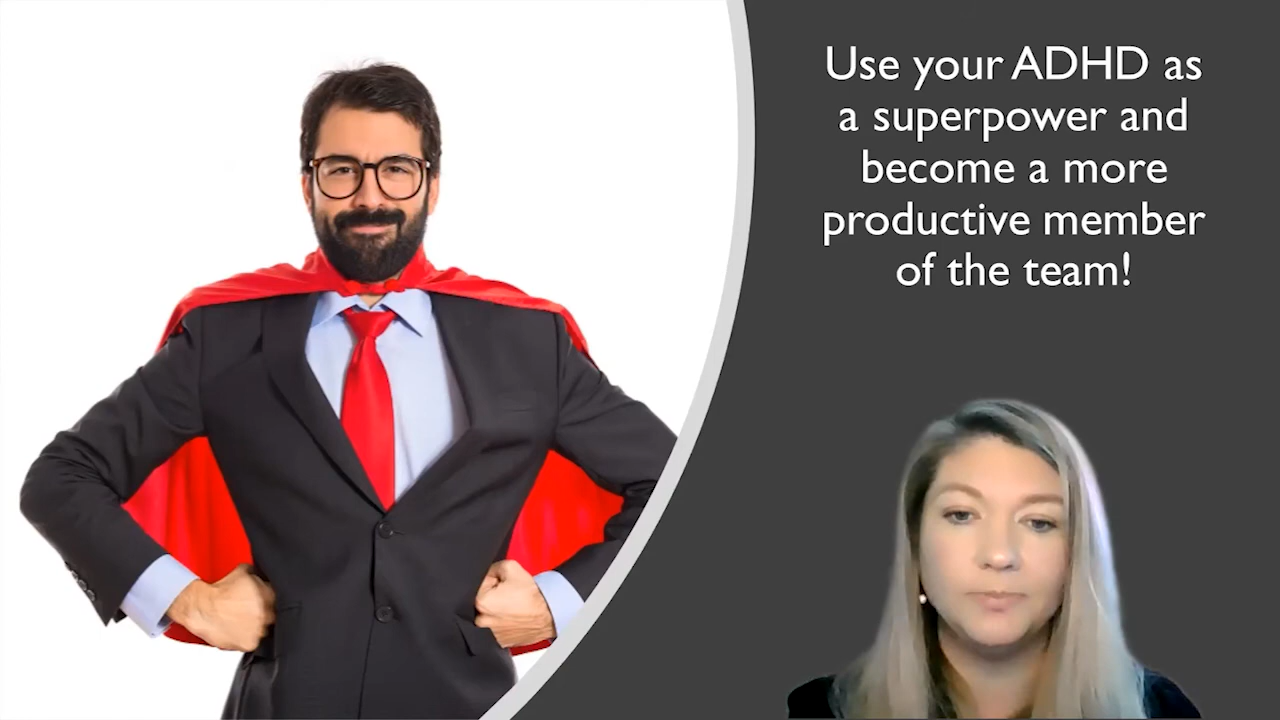 Use your ADHD as
a superpower and
become a more
productive member
of the team!